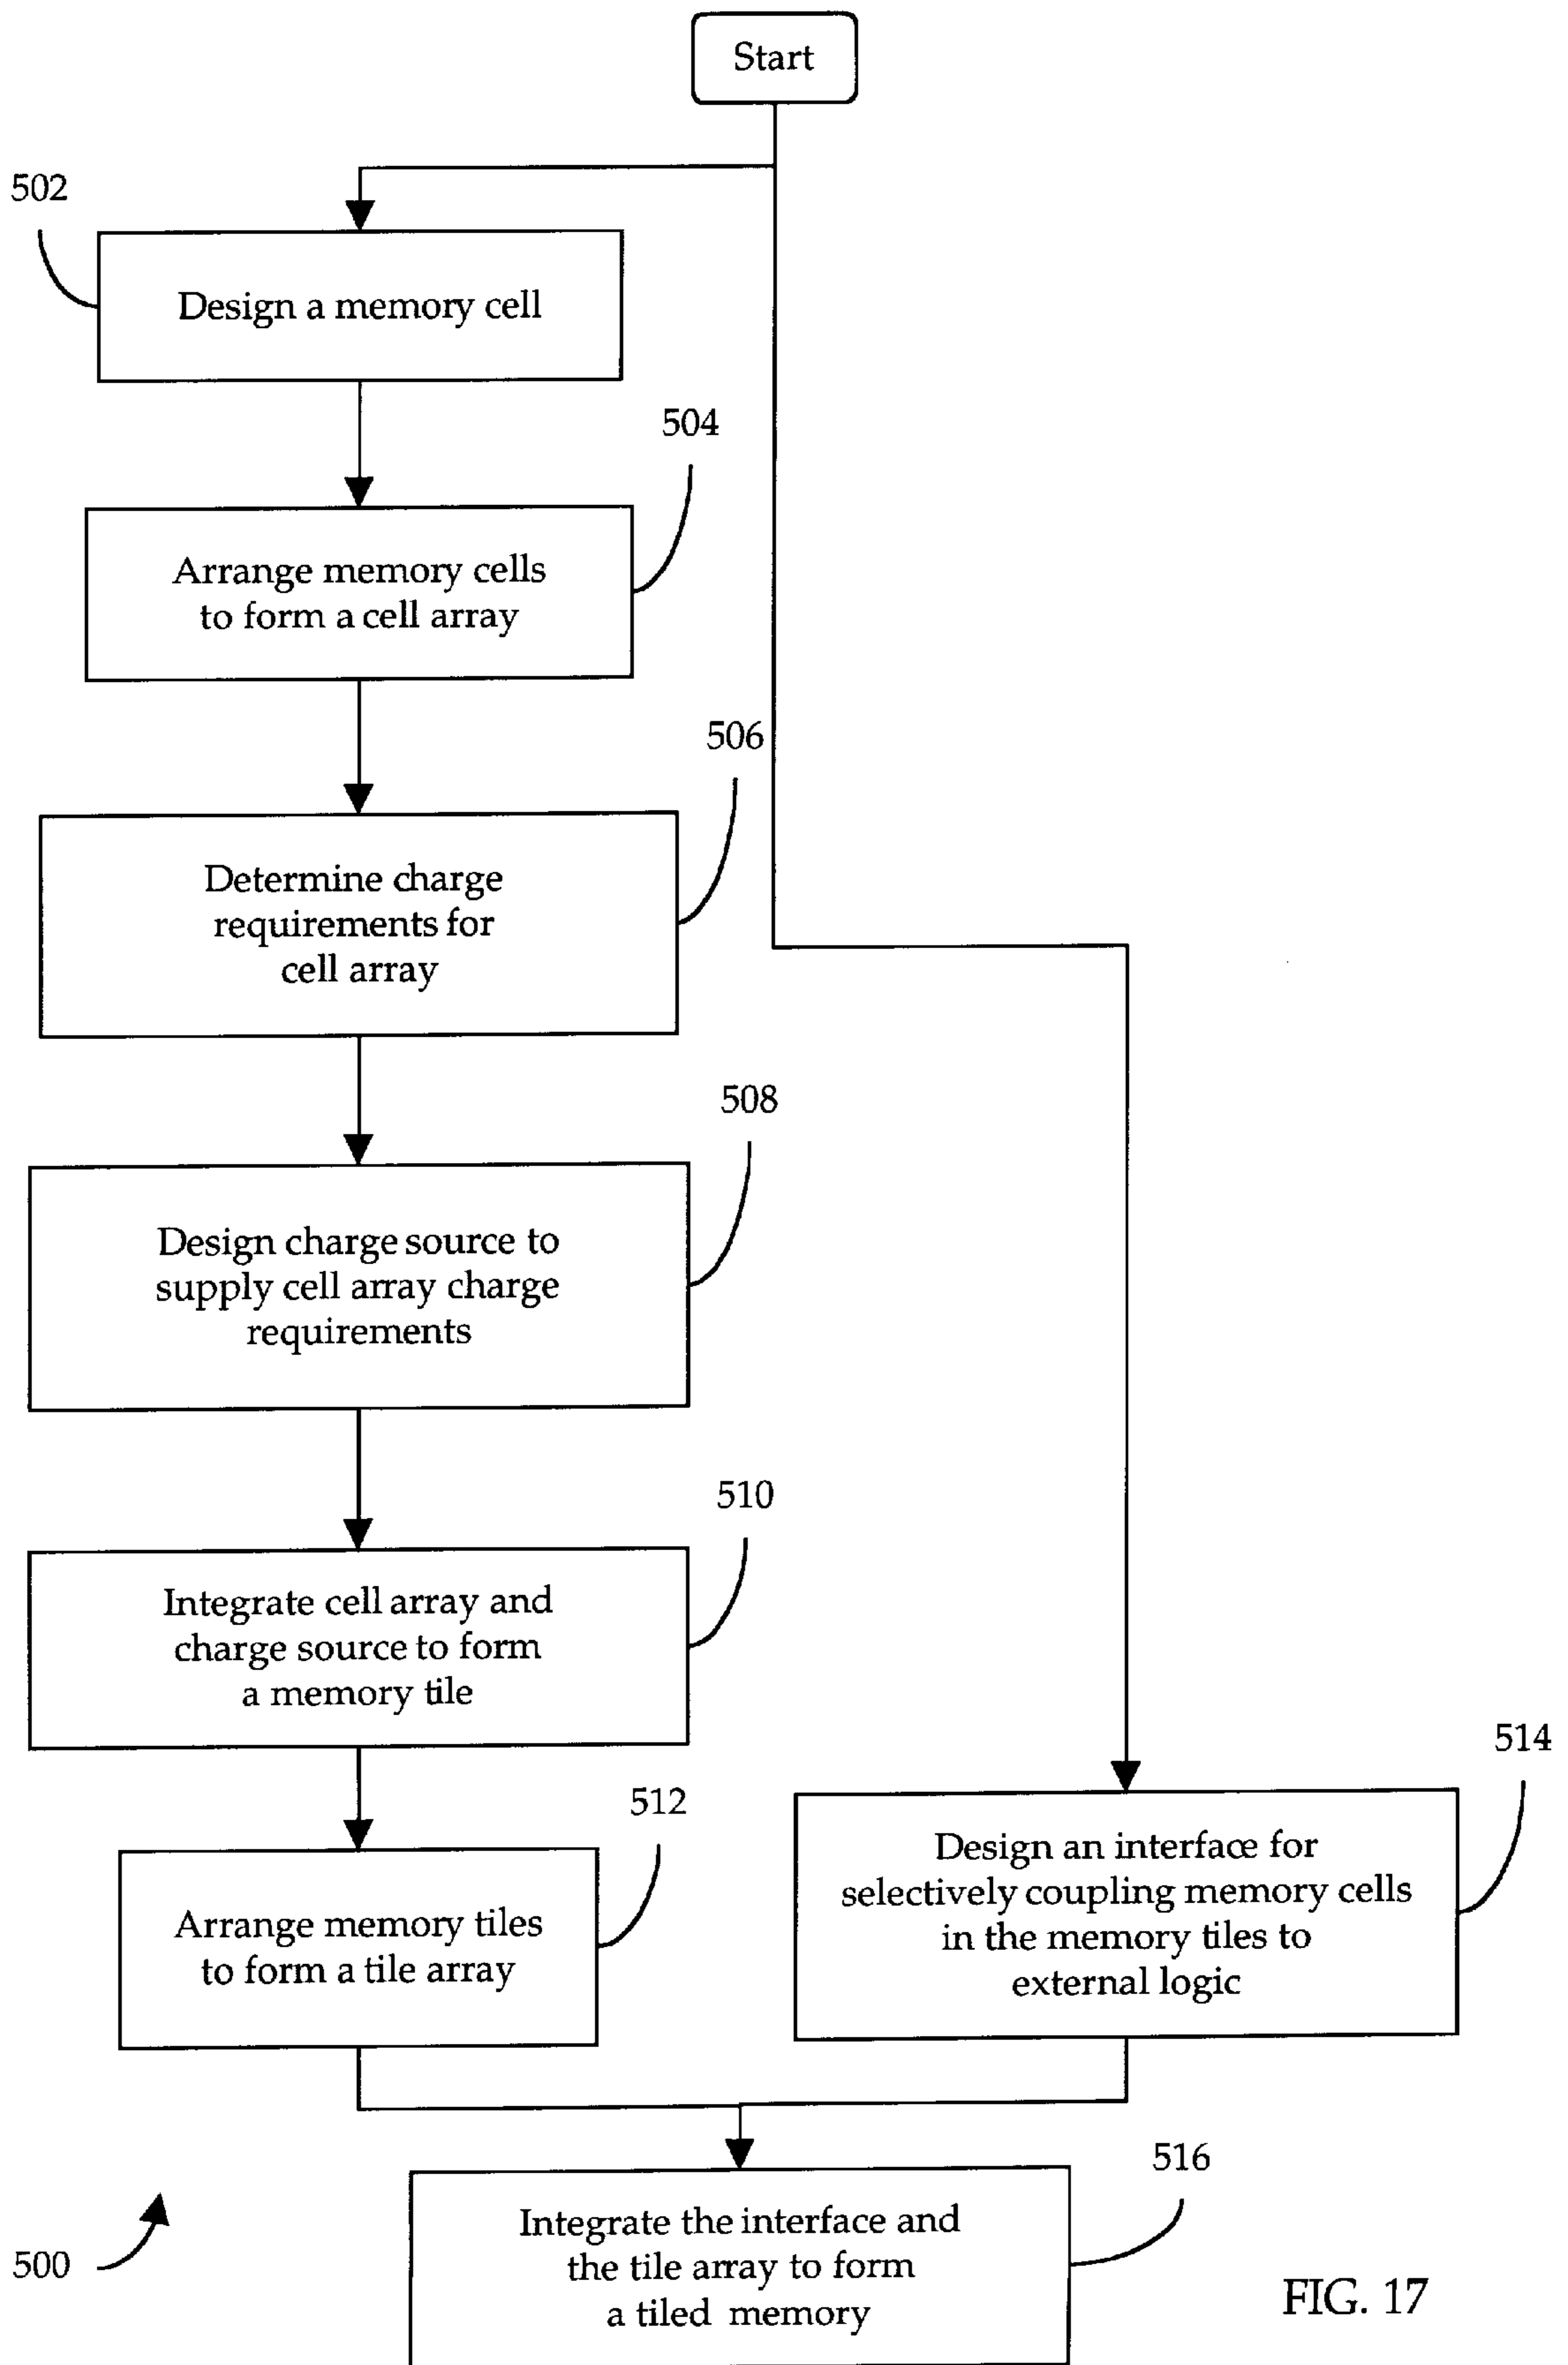 Start
502
Design a memory cell
504
Arrange memory cells
to form a cell array
506
Determine charge
requirements for
cell array
508
Design charge source to
supply cell array charge
requirements
510
Integrate cell array and
charge source to form
a memory tile
512
Arrange memory tiles
to form a tile array
514
Design an interface for
selectively coupling memory cells
in the memory tiles to
external logic
516
Integrate the interface and
the tile array to form
a tiled memory
500
FIG. 17